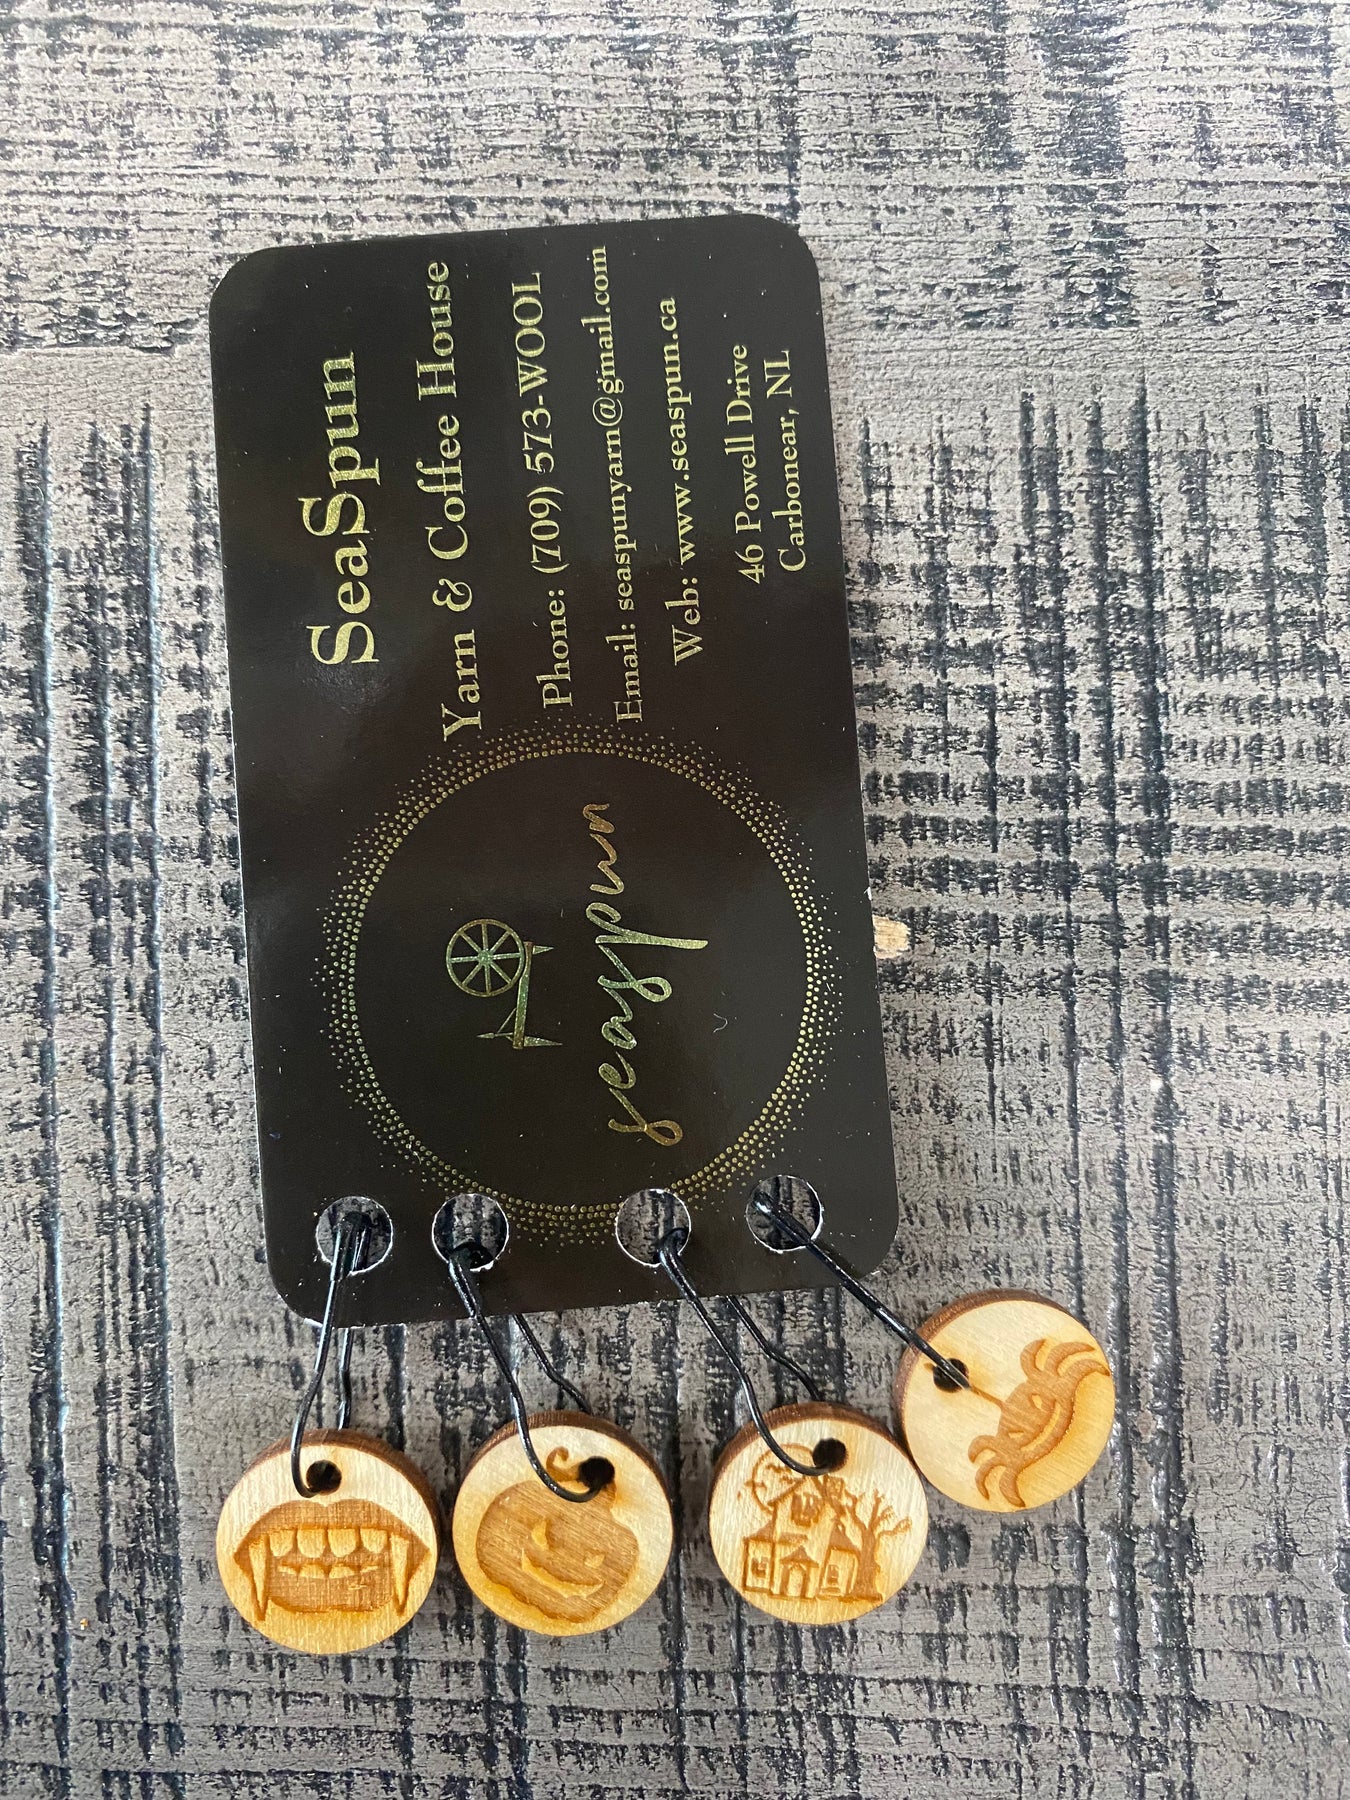 SeaSpun
Yarn & Coffee House
Phone: (709) 573-WOOL
Email: seaspunyarn@gmail.com
Web: www.seaspun.ca
46 Powell Drive
Carbonear, NL
seaspun